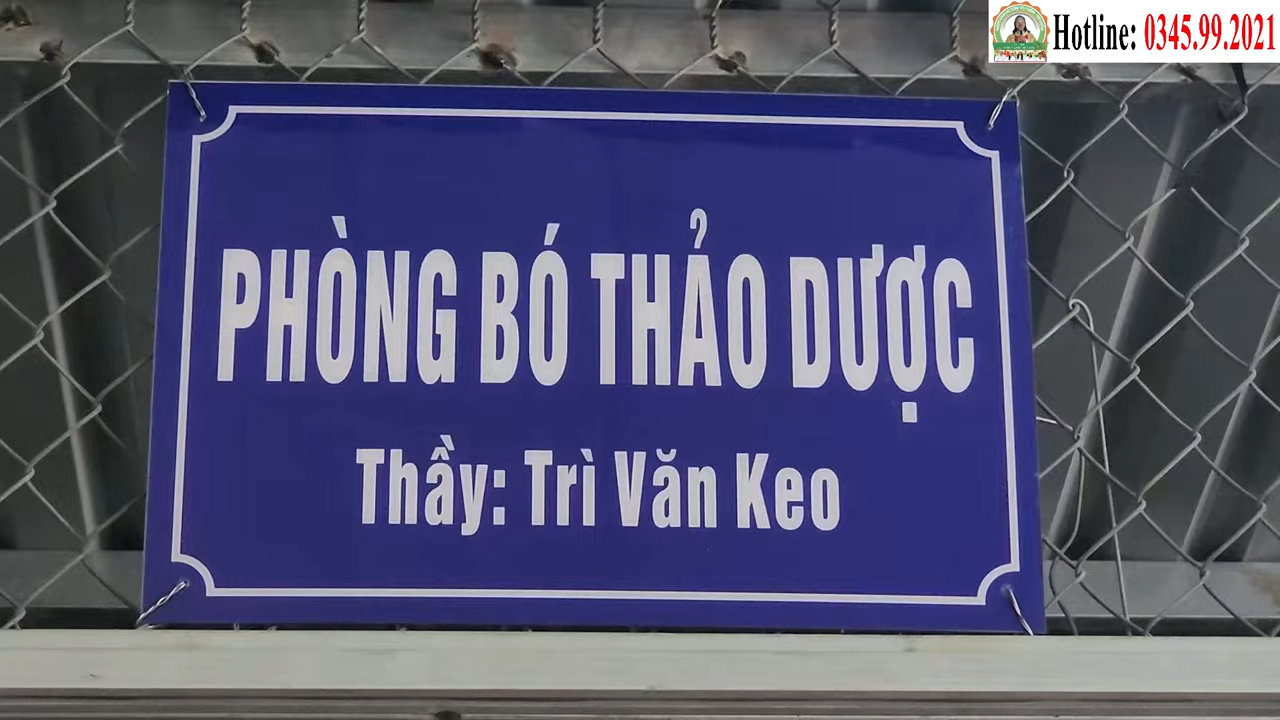 Hotline: 0345.99.2021
PHÒNG BÓ THẢO DƯỢC
Thầy: Trì Văn Keo